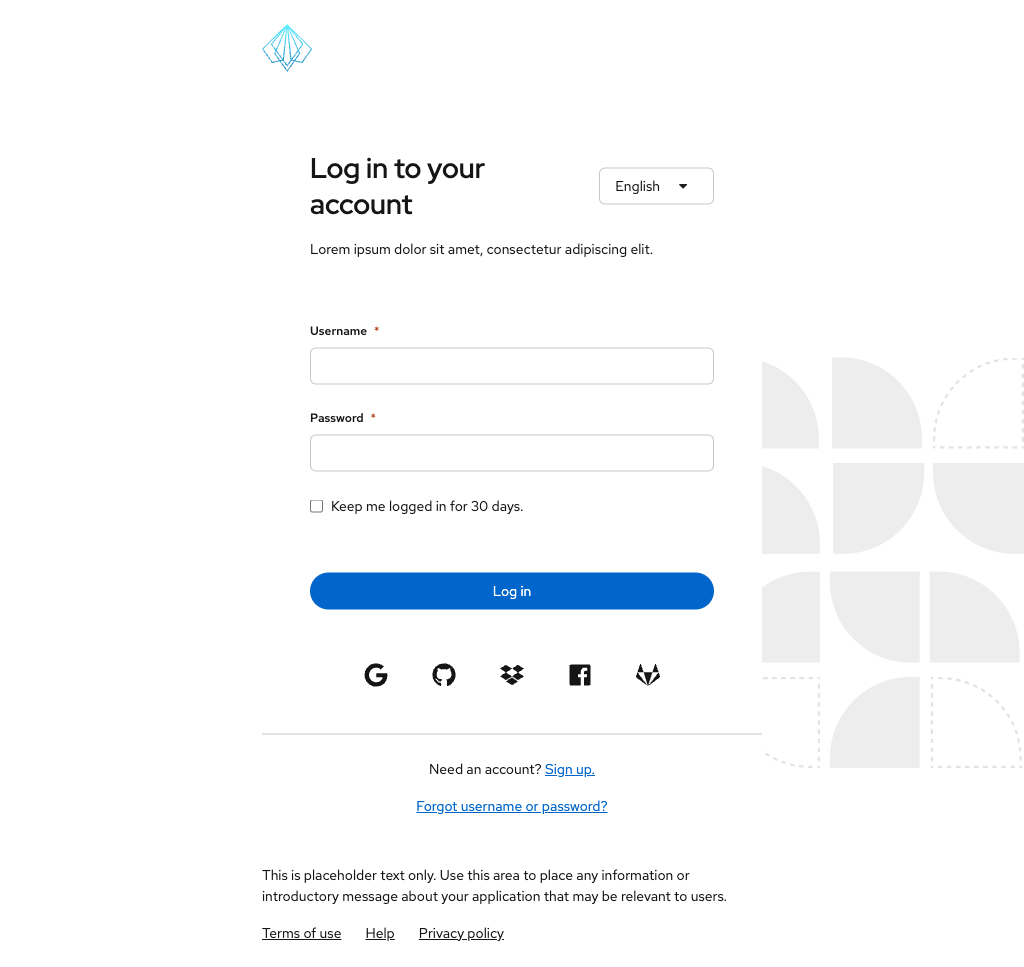 Log in to your
account
English
Lorem ipsum dolor sit amet, consectetur adipiscing elit.
Username *
Password *
Keep me logged in for 30 days.
Log in
Need an account? Sign up.
Forgot username or password?
This is placeholder text only. Use this area to place any information or
introductory message about your application that may be relevant to users.
Terms of use Help Privacy policy